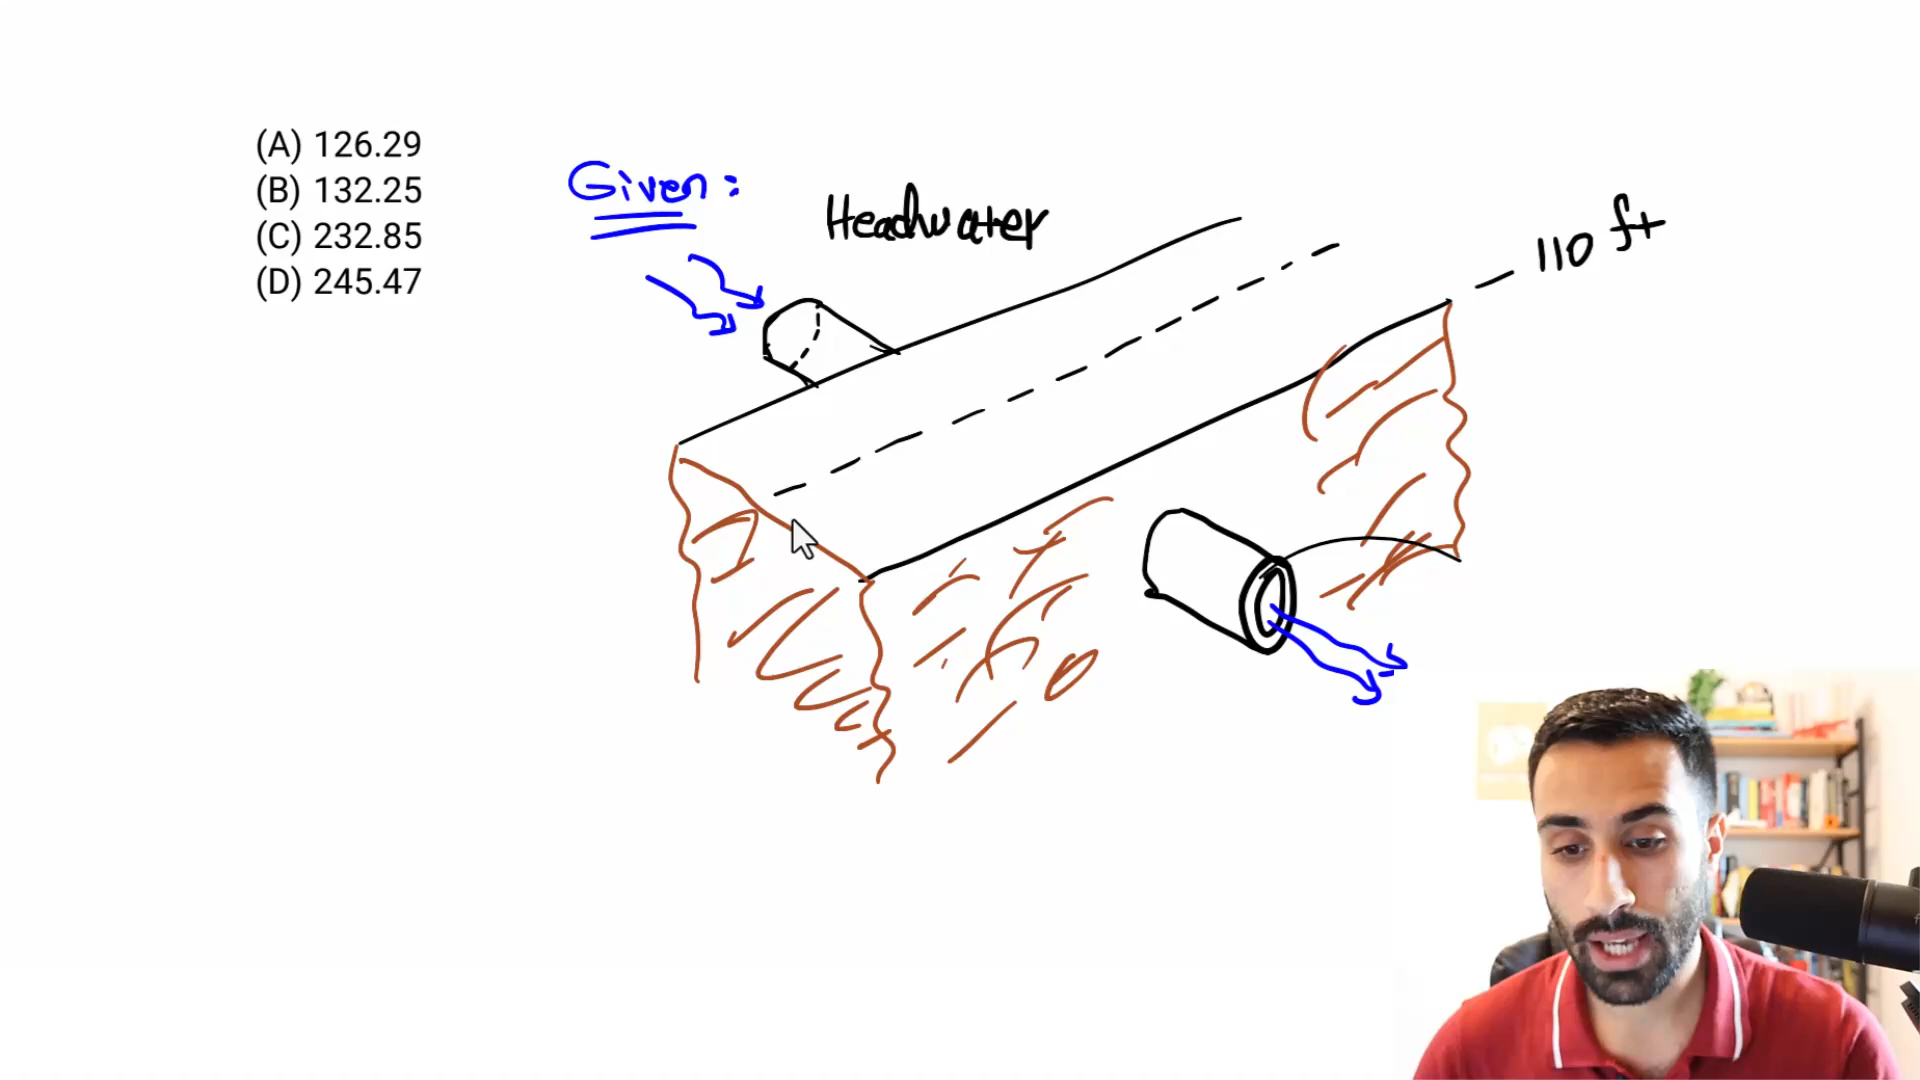 (A) 126.29
(B) 132.25
(C) 232.85
(D) 245.47
Given:
Headwater
110 ft